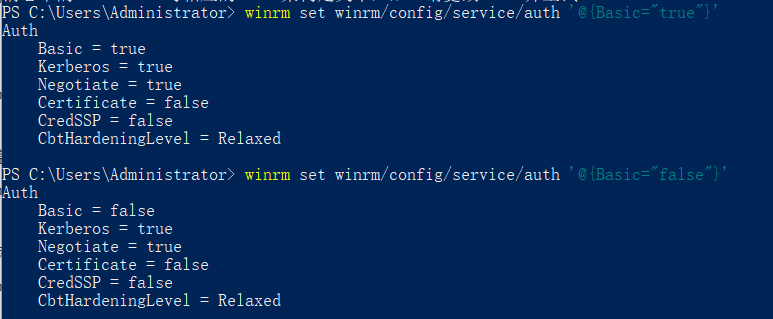 PS C:\Users\Administrator> winrm set winrm/config/service/auth '@{Basic="true"}'
Auth
    Basic = true
    Kerberos = true
    Negotiate = true
    Certificate = false
    CredSSP = false
    CbtHardeningLevel = Relaxed

PS C:\Users\Administrator> winrm set winrm/config/service/auth '@{Basic="false"}'
Auth
    Basic = false
    Kerberos = true
    Negotiate = true
    Certificate = false
    CredSSP = false
    CbtHardeningLevel = Relaxed